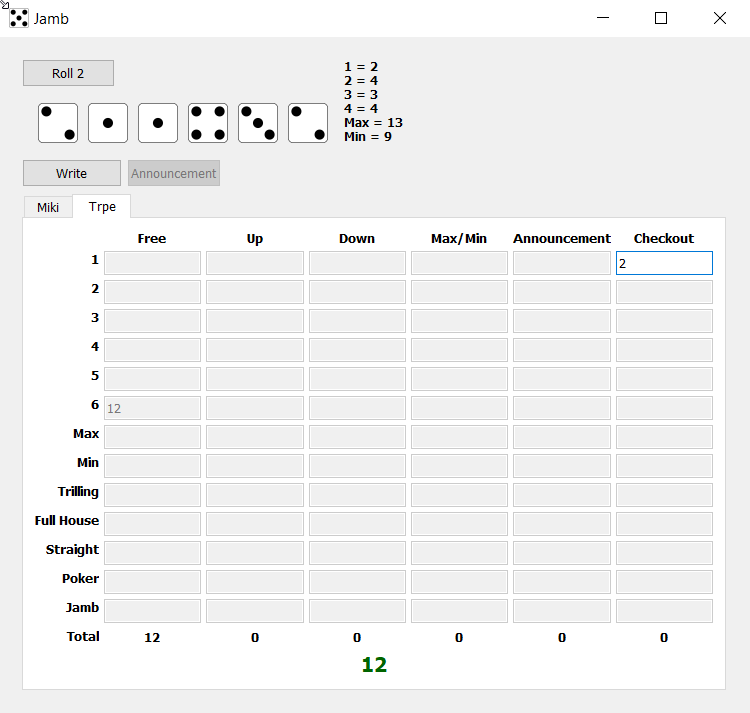 Jamb
Roll 2
1 = 2
2 = 4
3 = 3
4 = 4
Max = 13
Min = 9
Write Announcement
Miki Trpe
Free Up Down Max/Min Announcement Checkout
1 2
2
3
4
5
6 12
Max
Min
Trilling
Full House
Straight
Poker
Jamb
Total 12 0 0 0 0 0
12